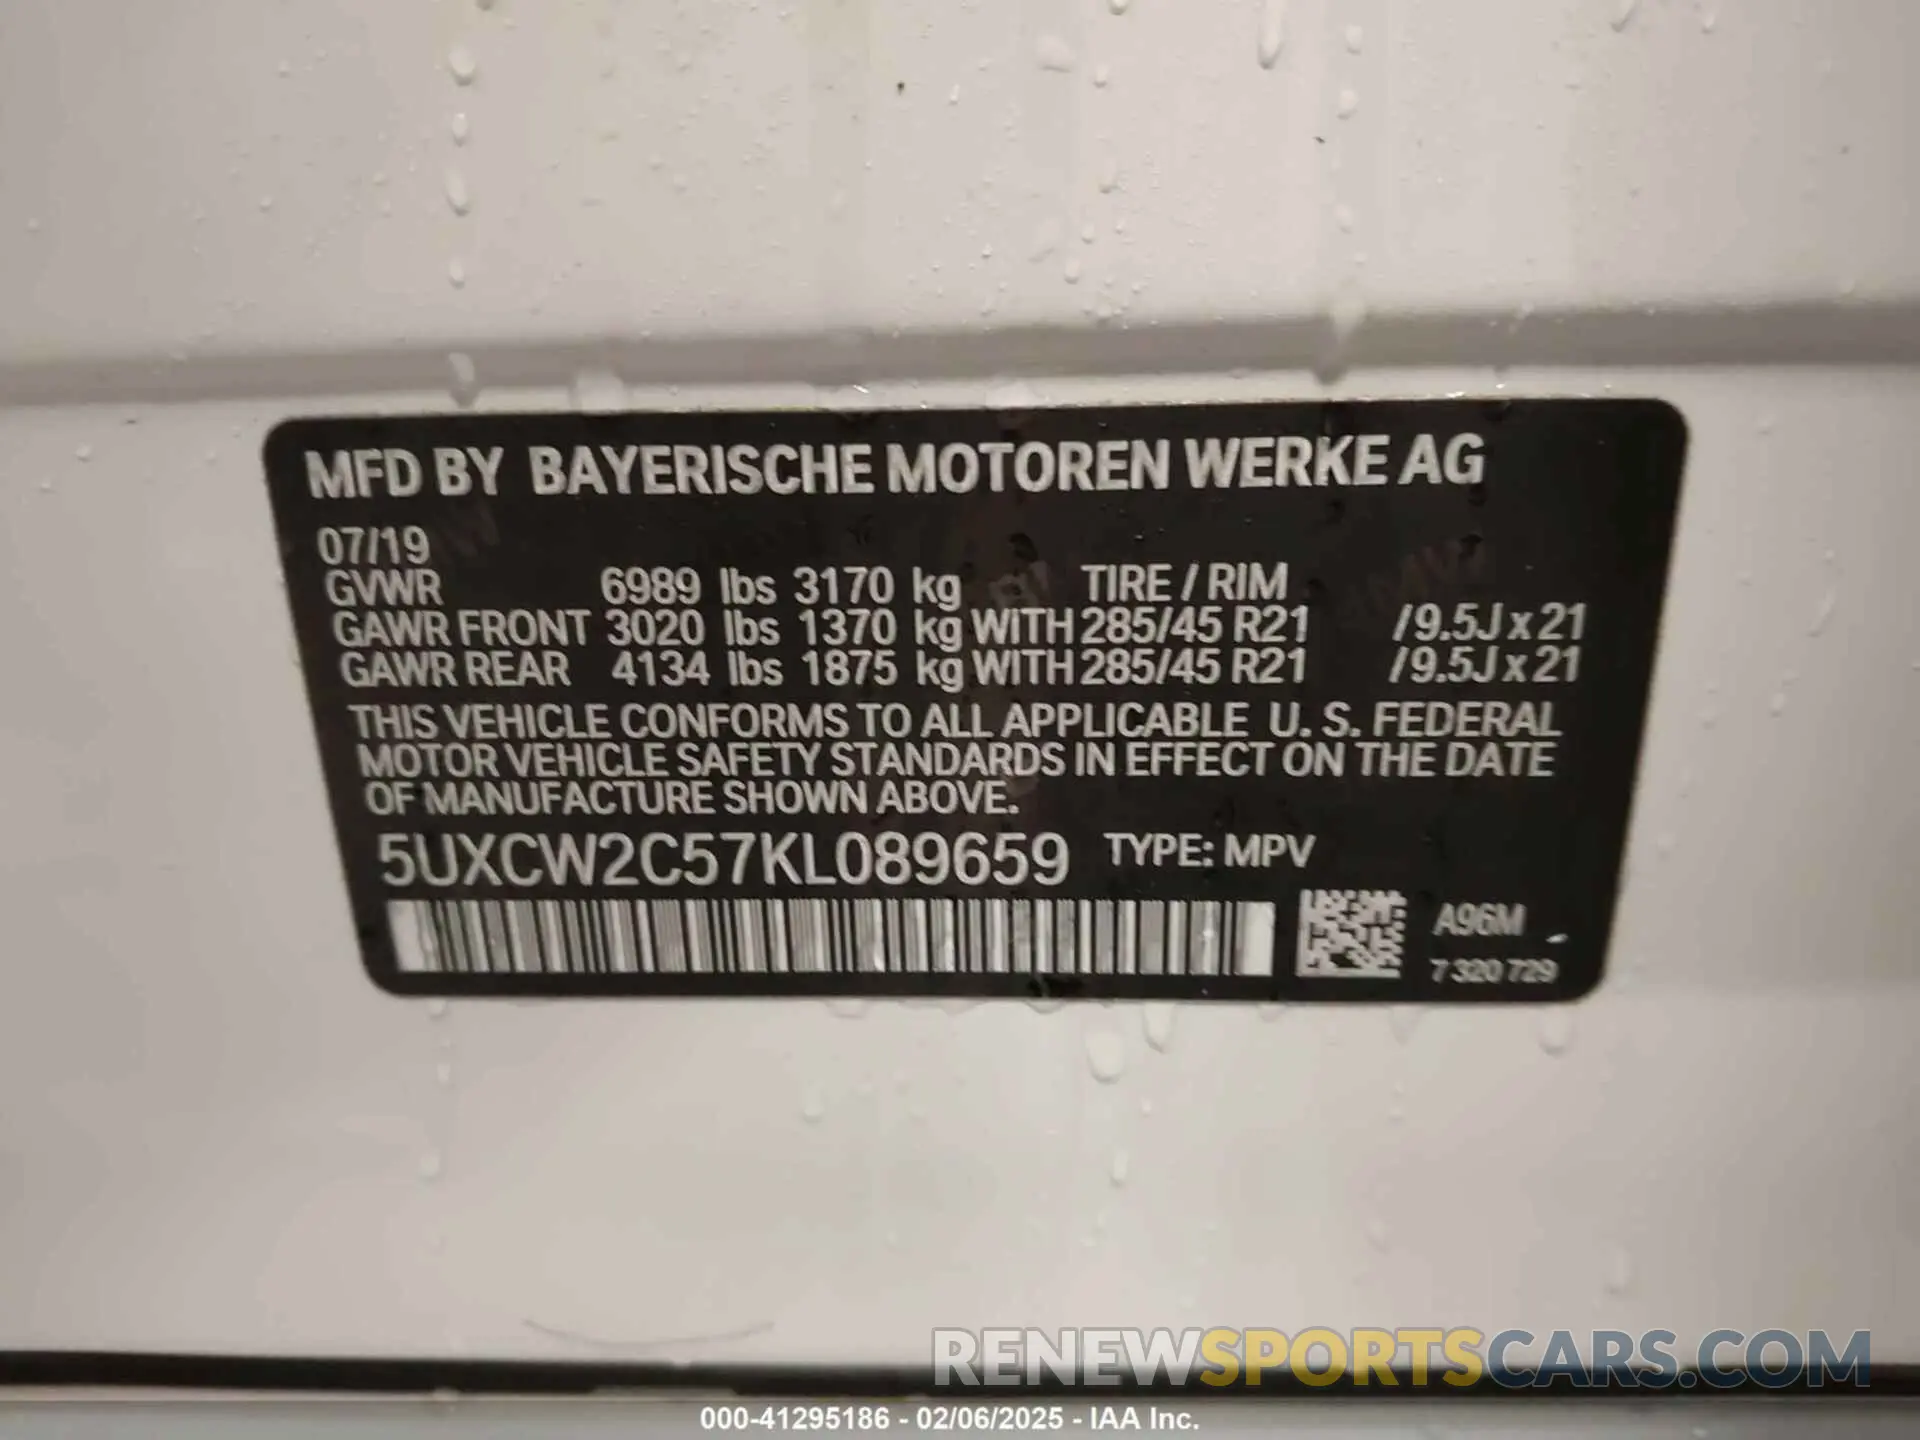 MFD BY BAYERISCHE MOTOREN WERKE AG
07/19
GVWR 6989 lbs 3170 kg TIRE / RIM
GAWR FRONT 3020 lbs 1370 kg WITH 285/45 R21 /9.5J x 21
GAWR REAR 4134 lbs 1875 kg WITH 285/45 R21 /9.5J x 21
THIS VEHICLE CONFORMS TO ALL APPLICABLE U. S. FEDERAL
MOTOR VEHICLE SAFETY STANDARDS IN EFFECT ON THE DATE
OF MANUFACTURE SHOWN ABOVE.
5UXCW2C57KL089659 TYPE: MPV
A96M
7 320 729
RENEWSPORTSCARS.COM
000-41295186 - 02/06/2025 - IAA Inc.